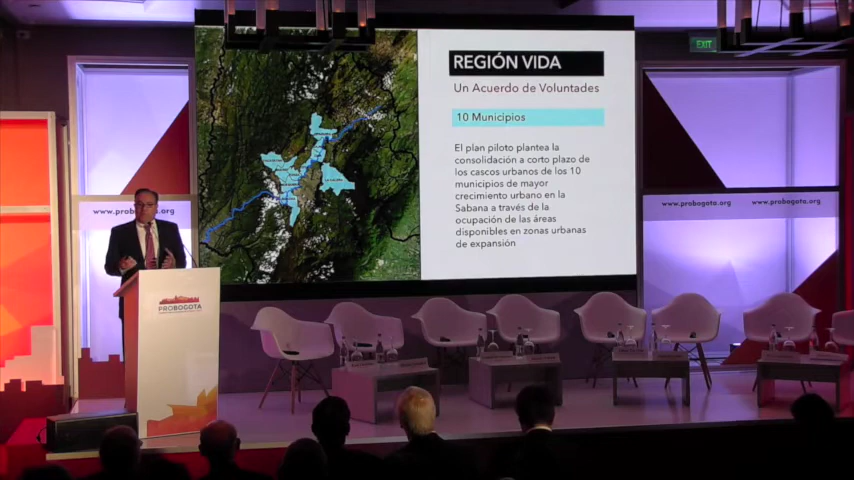 EXIT
REGIÓN VIDA
Un Acuerdo de Voluntades
10 Municipios
El plan piloto plantea la
consolidación a corto plazo de
los cascos urbanos de los 10
municipios de mayor
crecimiento urbano en la
Sabana a través de la
ocupación de las áreas
disponibles en zonas urbanas
de expansión
www.probogota.org
www.probogota.org
www.probogota.org
PROBOGOTA